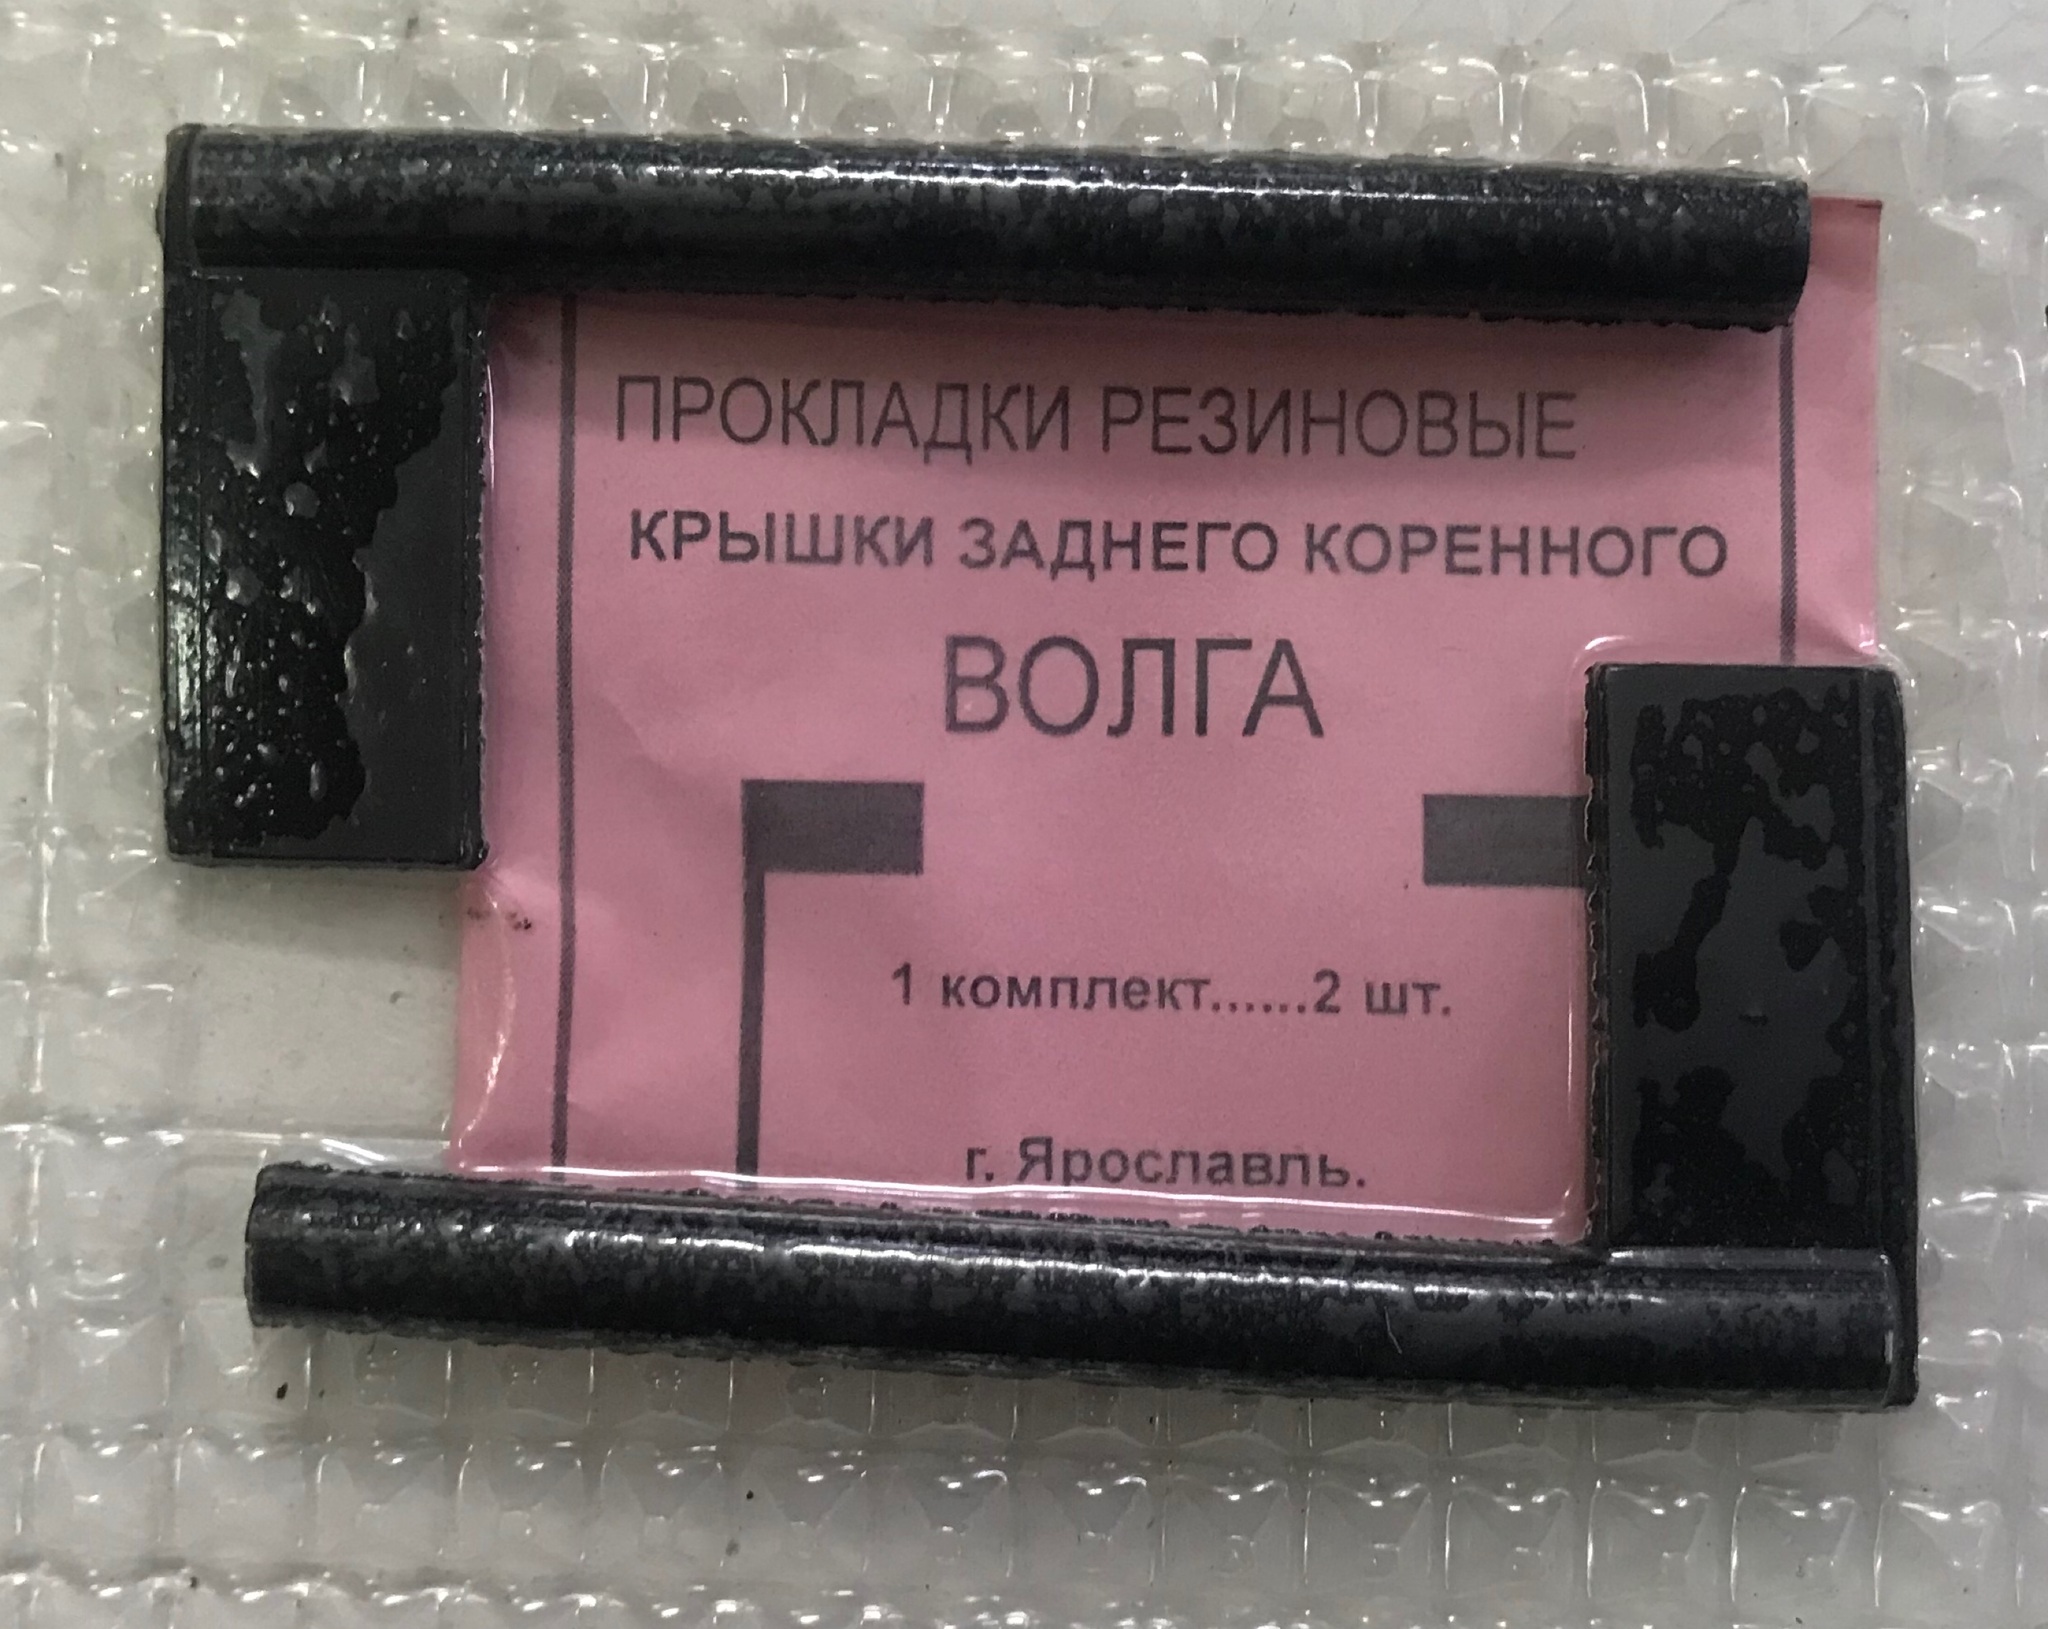 ПРОКЛАДКИ РЕЗИНОВЫЕ
КРЫШКИ ЗАДНЕГО КОРЕННОГО
ВОЛГА
1 комплект......2 шт.
г. Ярославль.